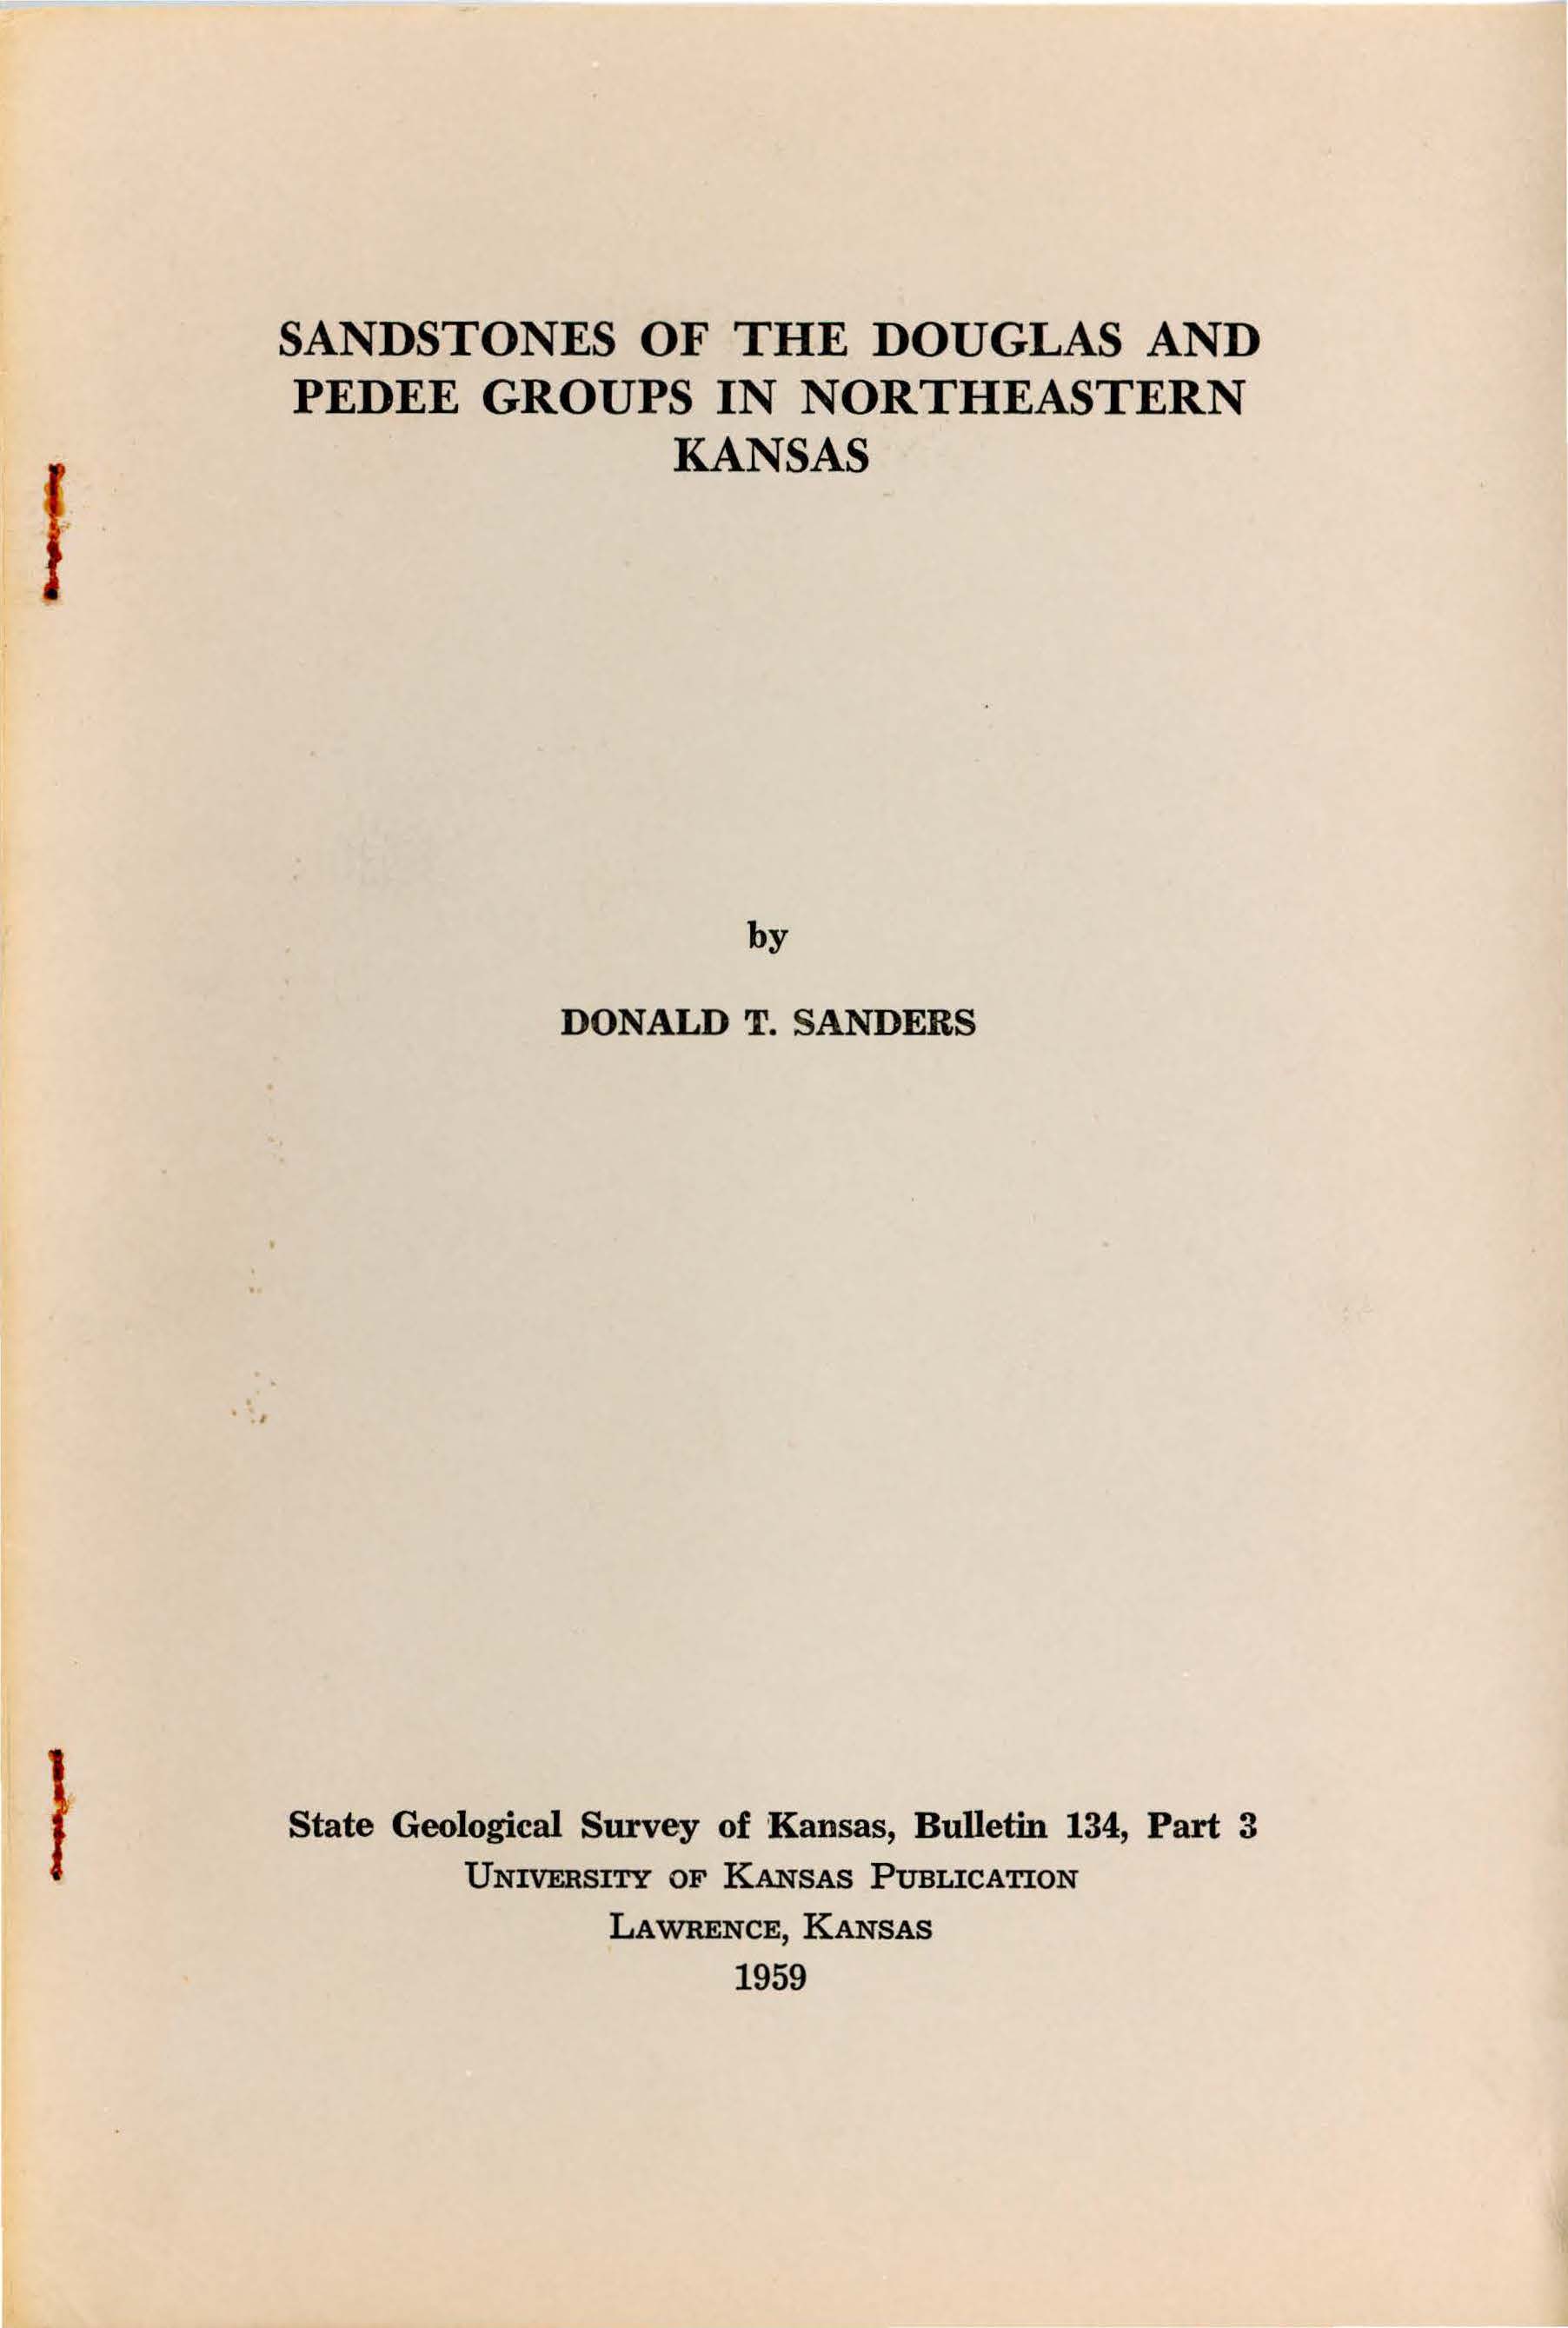 SANDSTONES OF THE DOUGLAS AND
PEDEE GROUPS IN NORTHEASTERN
KANSAS
by
DONALD T. SANDERS
State Geological Survey of Kansas, Bulletin 134, Part 3
UNIVERSITY OF KANSAS PUBLICATION
LAWRENCE, KANSAS
1959